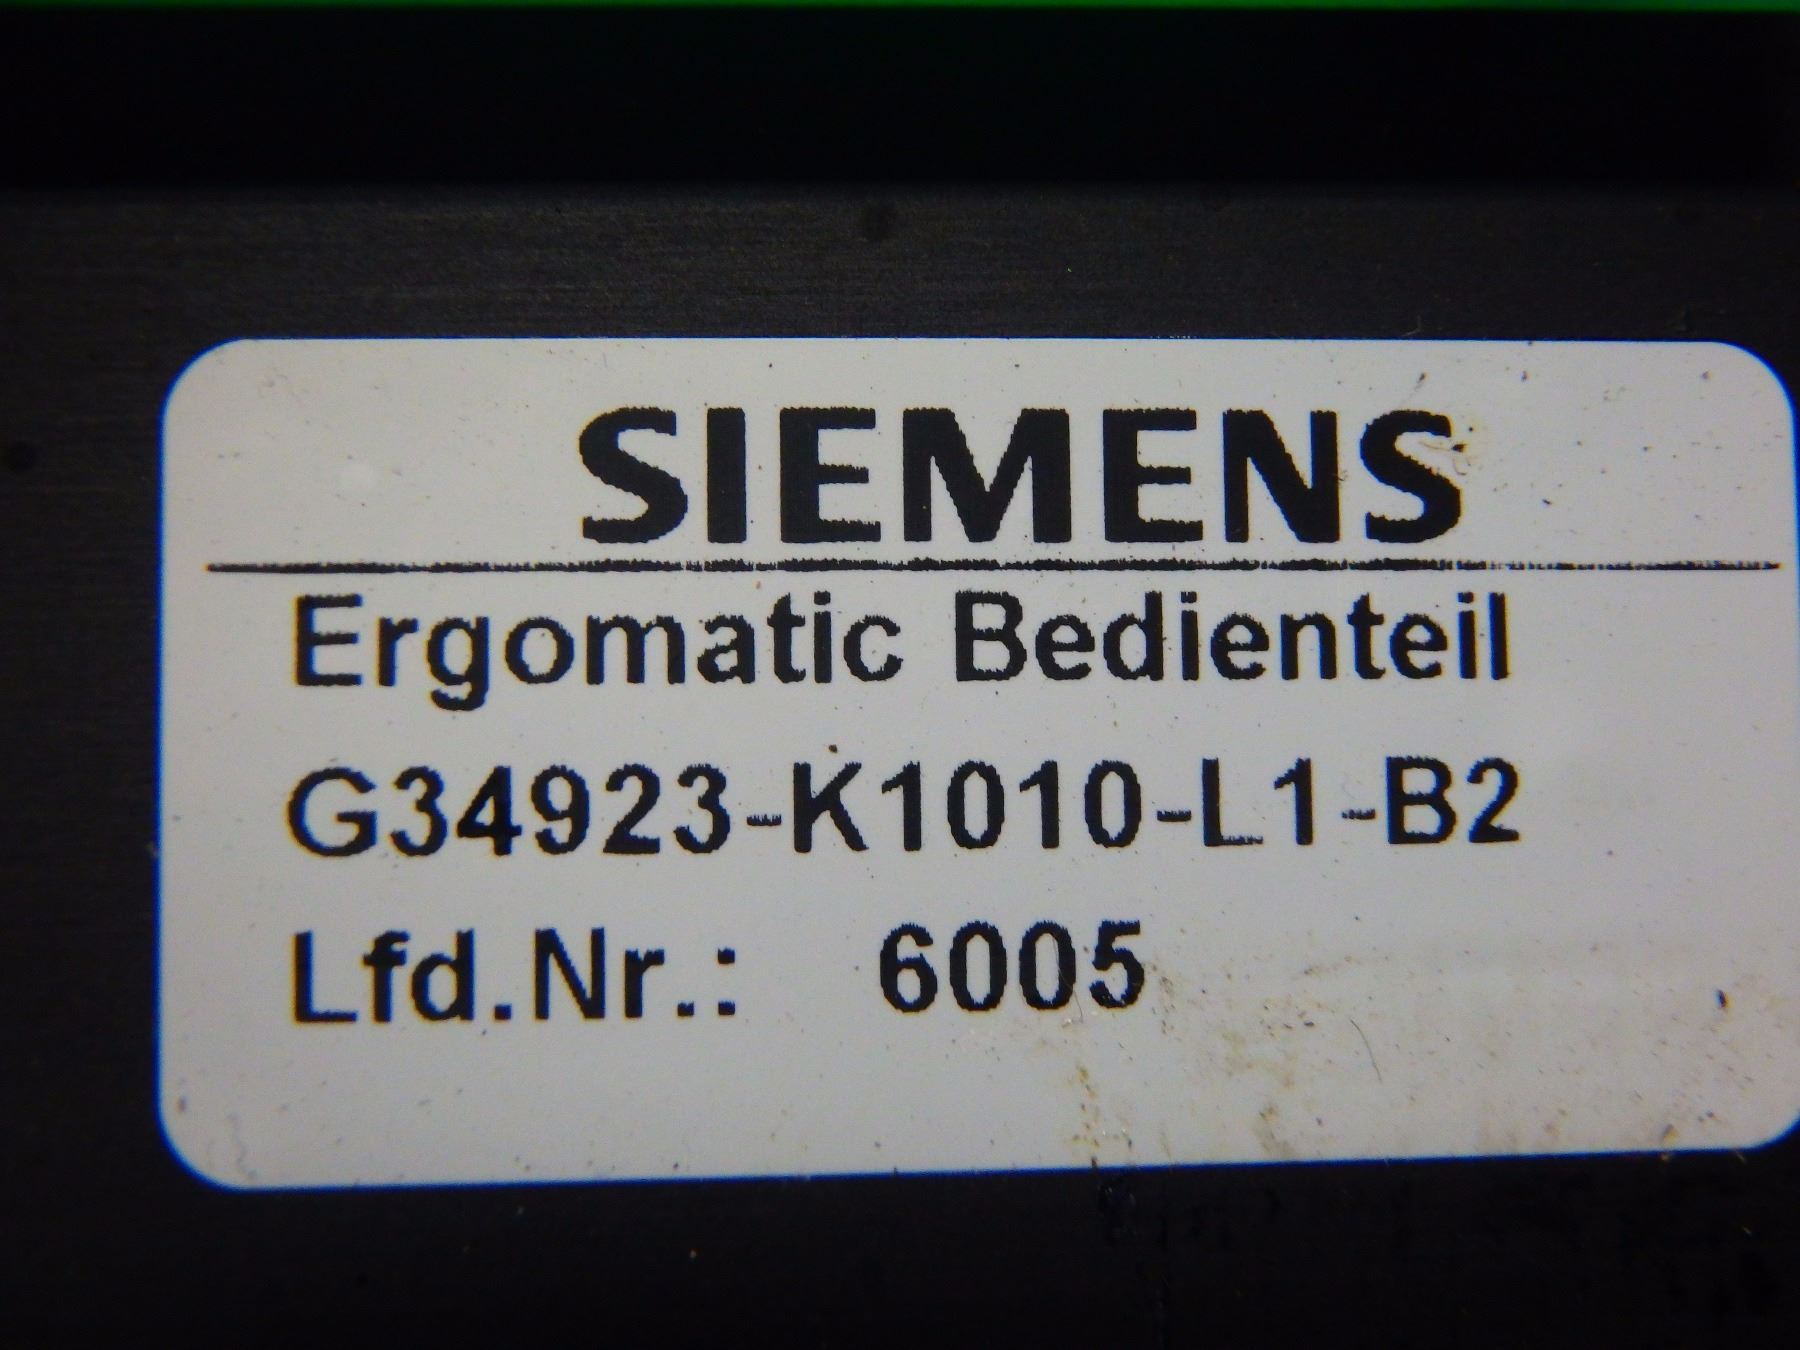 SIEMENS
Ergomatic Bedienteil
G34923-K1010-L1-B2
Lfd.Nr.: 6005